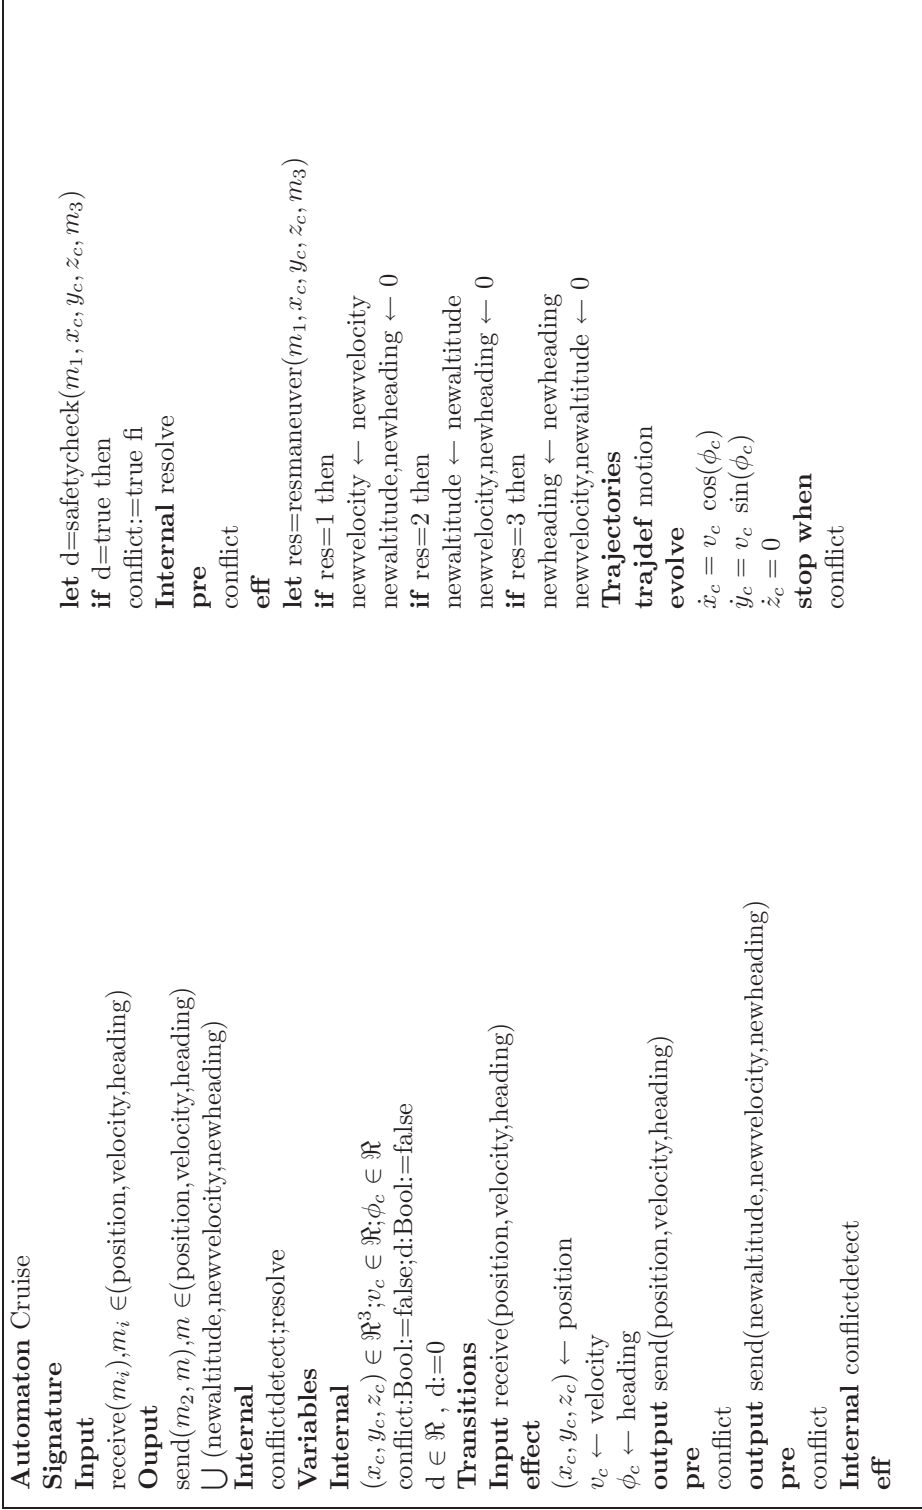 Automaton Cruise
Signature
Input
receive(m_i),m_i ∈(position,velocity,heading)
Ouput
send(m_2, m),m ∈(position,velocity,heading)
⋃ (newaltitude,newvelocity,newheading)
Internal
conflictdetect;resolve
Variables
Internal
(x_c, y_c, z_c) ∈ ℜ^3;v_c ∈ ℜ;ϕ_c ∈ ℜ
conflict:Bool:=false;d:Bool:=false
d ∈ ℜ , d:=0
Transitions
Input receive(position,velocity,heading)
effect
(x_c, y_c, z_c) ← position
v_c ← velocity
ϕ_c ← heading
output send(position,velocity,heading)
pre
conflict
output send(newaltitude,newvelocity,newheading)
pre
conflict
Internal conflictdetect
eff
let d=safetycheck(m_1, x_c, y_c, z_c, m_3)
if d=true then
conflict:=true fi
Internal resolve
pre
conflict
eff
let res=resmaneuver(m_1, x_c, y_c, z_c, m_3)
if res=1 then
newvelocity ← newvelocity
newaltitude,newheading ← 0
if res=2 then
newaltitude ← newaltitude
newvelocity,newheading ← 0
if res=3 then
newheading ← newheading
newvelocity,newaltitude ← 0
Trajectories
trajdef motion
evolve
ẋ_c = v_c cos(ϕ_c)
ẏ_c = v_c sin(ϕ_c)
ż_c = 0
stop when
conflict